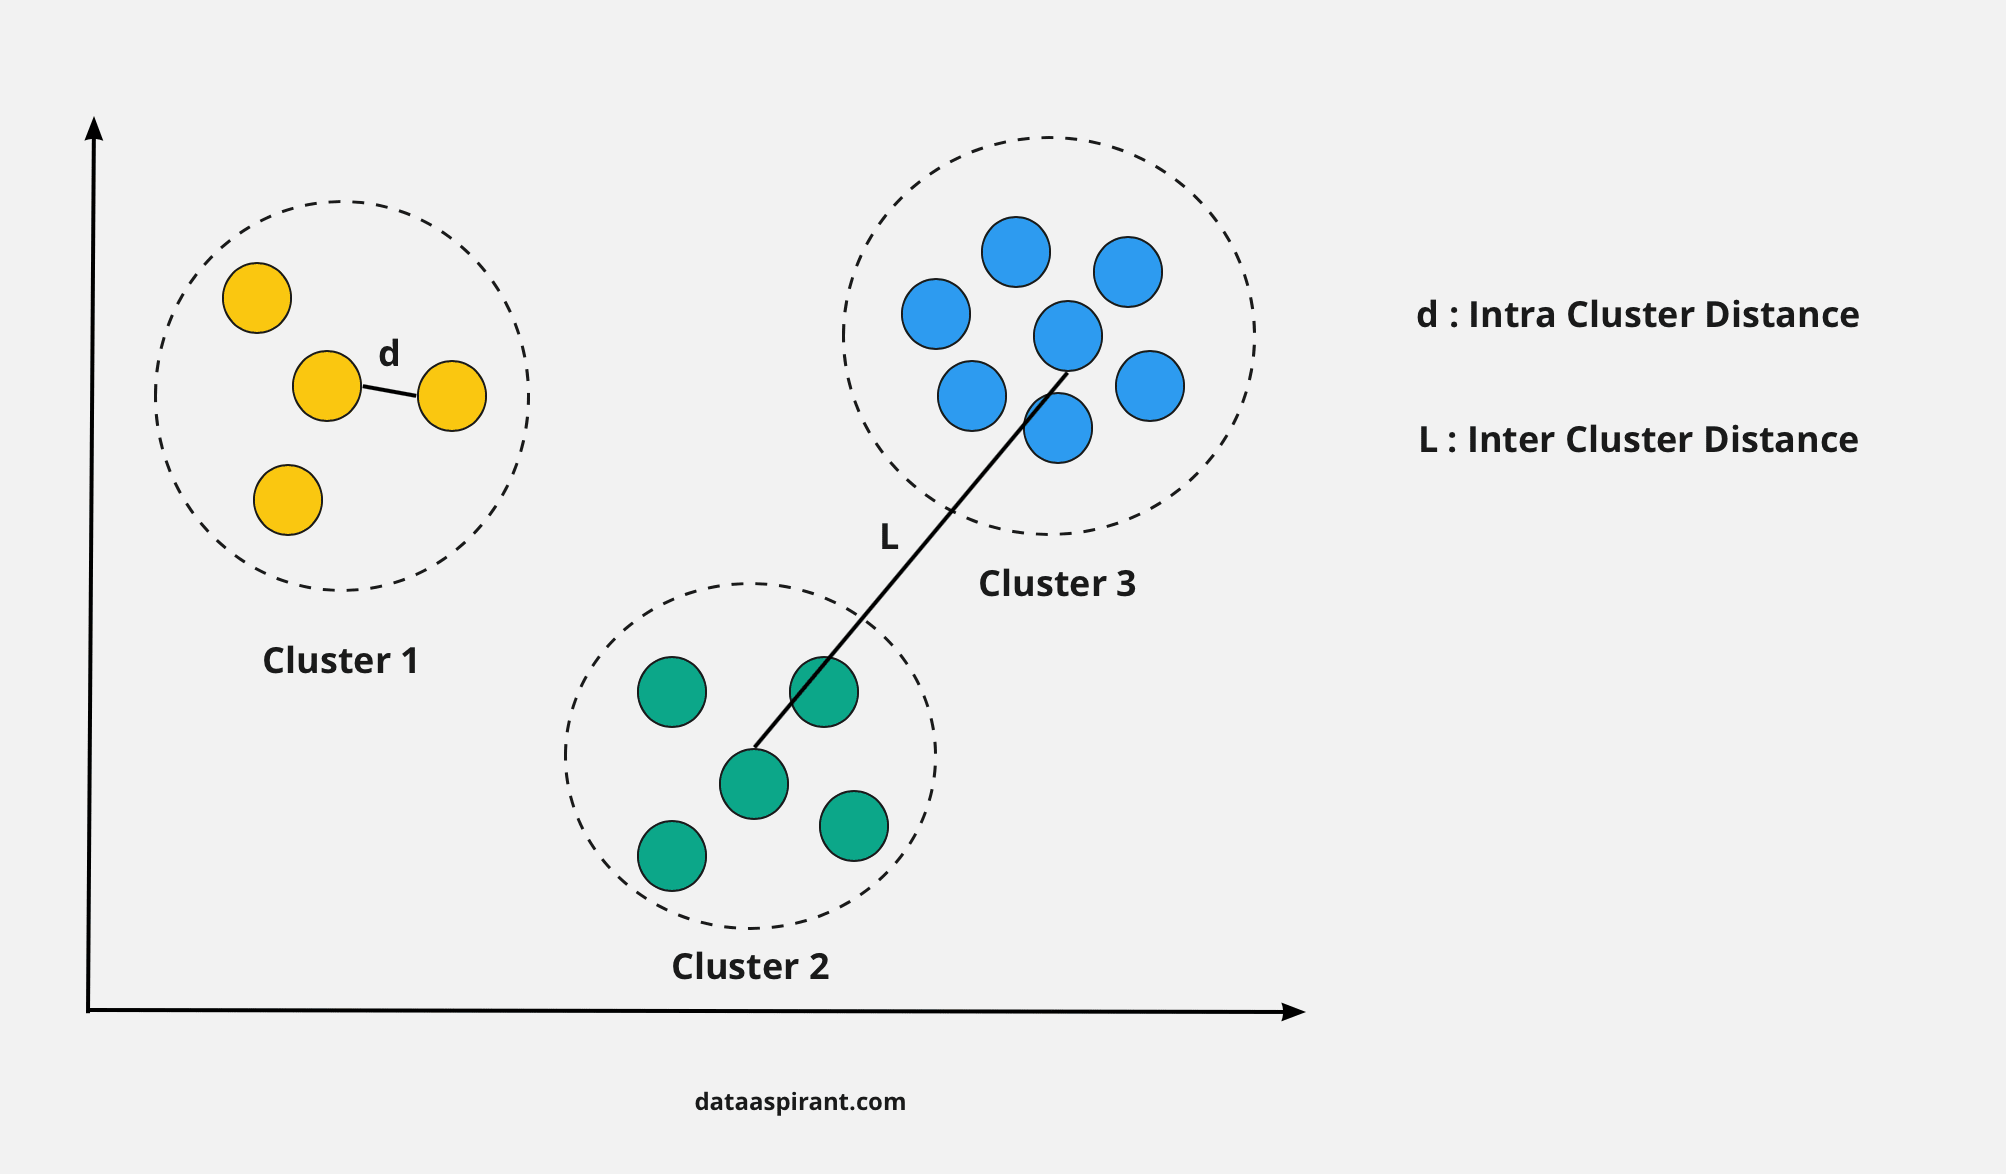 d
d : Intra Cluster Distance
L : Inter Cluster Distance
L
Cluster 3
Cluster 1
Cluster 2
dataaspirant.com